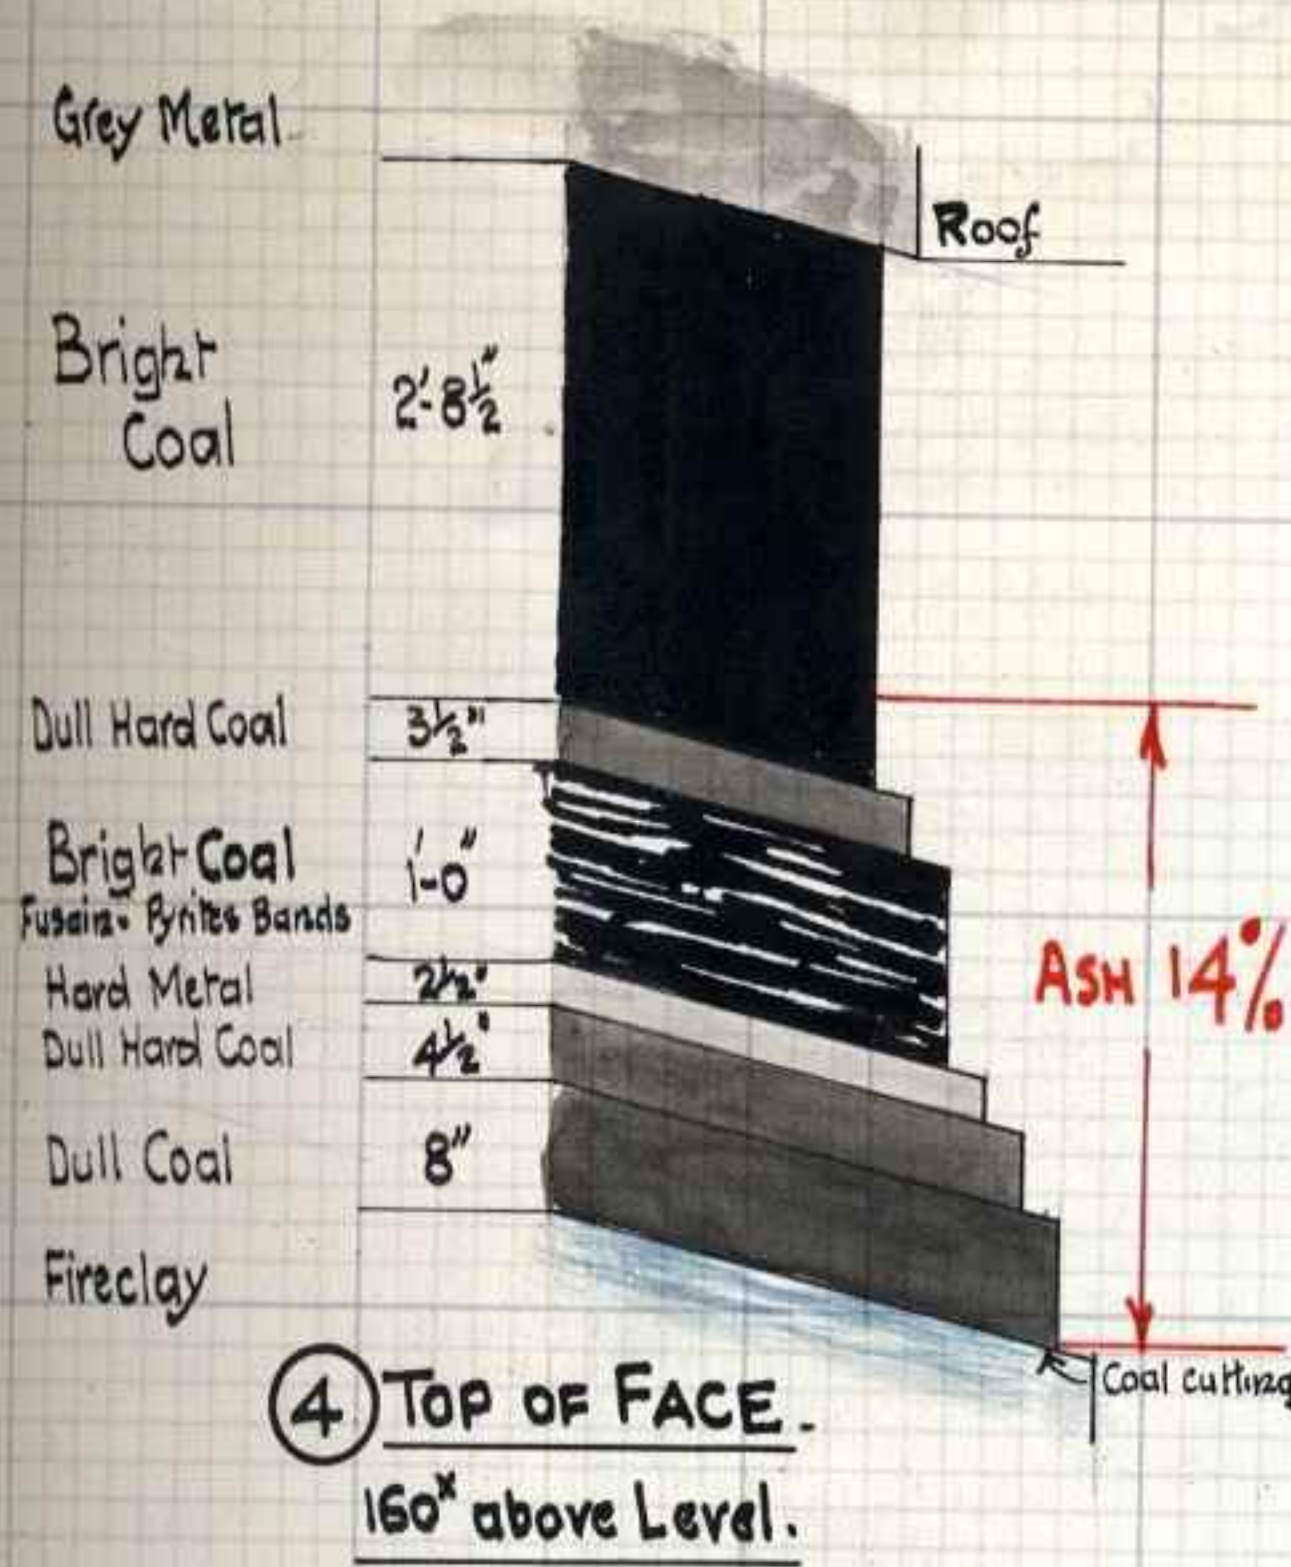 Grey Metal
Roof
Bright
Coal
2'-8½"
Dull Hard Coal
3½"
Bright Coal
1'-0"
Fusain & Pyrites Bands
Hard Metal
2½"
ASH 14%
Dull Hard Coal
4½"
Dull Coal
8"
Fireclay
Coal cutting
4 TOP OF FACE.
160ˣ above Level.